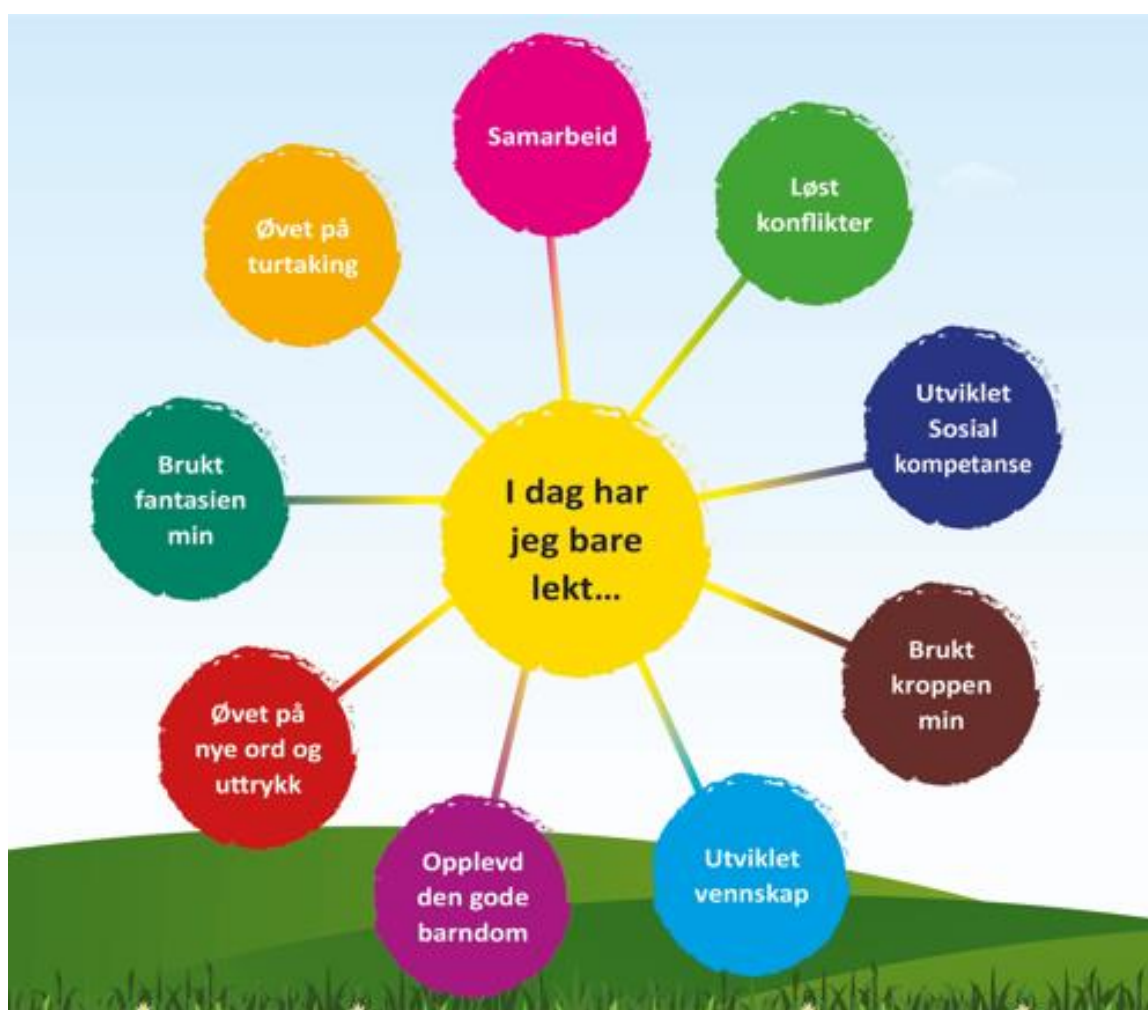 Samarbeid
Løst
konflikter
Utviklet
Sosial
kompetanse
Brukt
kroppen
min
Utviklet
vennskap
Opplevd
den gode
barndom
Øvet på
nye ord og
uttrykk
Brukt
fantasien
min
Øvet på
turtaking
I dag har
jeg bare
lekt...